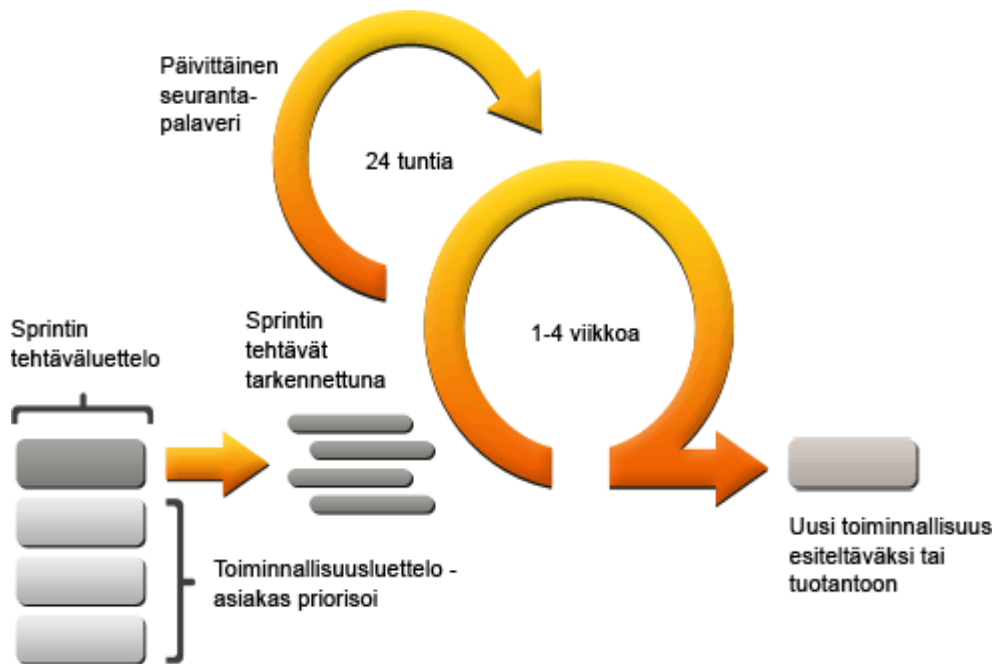 Päivittäinen
seuranta-
palaveri
24 tuntia
Sprintin
tehtäväluettelo
Sprintin
tehtävät
tarkennettuna
1-4 viikkoa
Toiminnallisuusluettelo -
asiakas priorisoi
Uusi toiminnallisuus
esiteltäväksi tai
tuotantoon